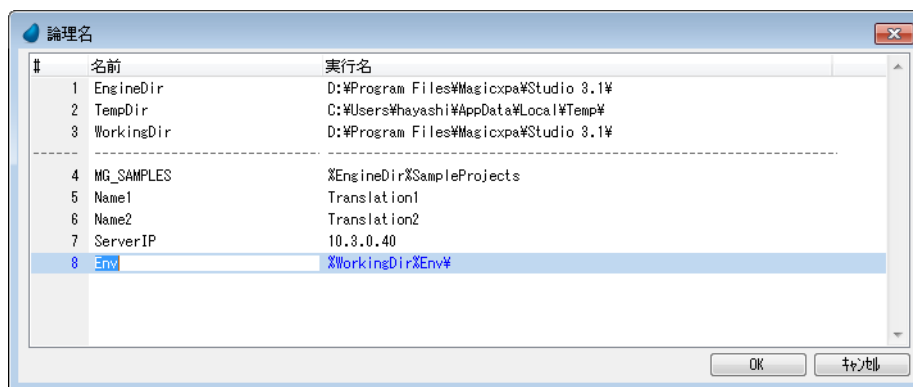 論理名
# 名前 実行名
1 EngineDir D:¥Program Files¥Magicxpa¥Studio 3.1¥
2 TempDir C:¥Users¥hayashi¥AppData¥Local¥Temp¥
3 WorkingDir D:¥Program Files¥Magicxpa¥Studio 3.1¥
4 MG_SAMPLES %EngineDir%SampleProjects
5 Name1 Translation1
6 Name2 Translation2
7 ServerIP 10.3.0.40
8 Env %WorkingDir%Env¥
OK キャンセル